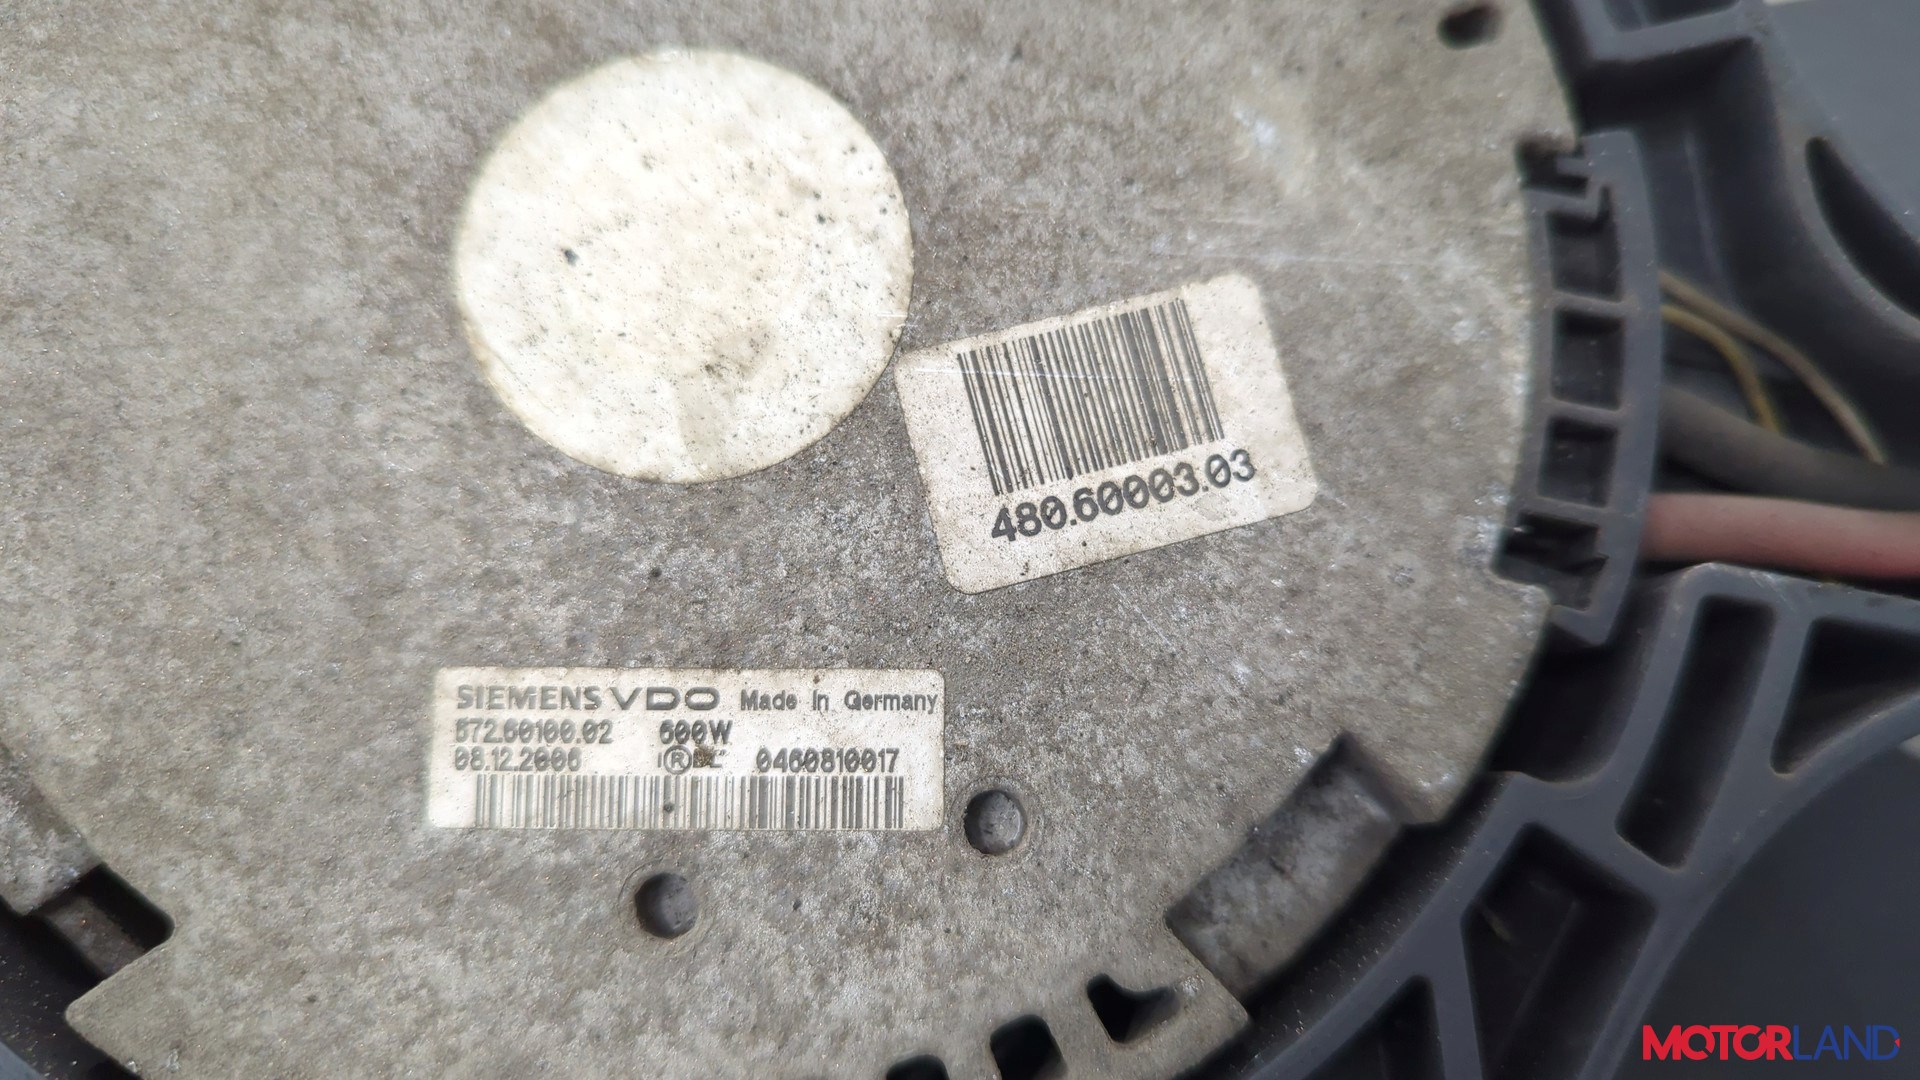 480.60003.03
SIEMENS VDO Made In Germany
572.60100.02 600W
08.12.2006 0460810017
MOTORLAND